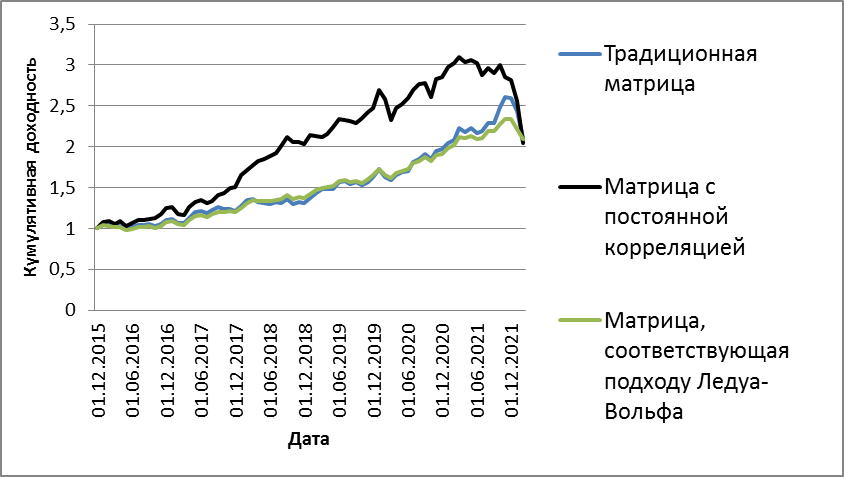 3,5
3
2,5
2
1,5
1
0,5
0
Кумулятивная доходность
01.12.2015
01.06.2016
01.12.2016
01.06.2017
01.12.2017
01.06.2018
01.12.2018
01.06.2019
01.12.2019
01.06.2020
01.12.2020
01.06.2021
01.12.2021
Дата
Традиционная
матрица
Матрица с
постоянной
корреляцией
Матрица,
соответствующая
подходу Ледуа-
Вольфа